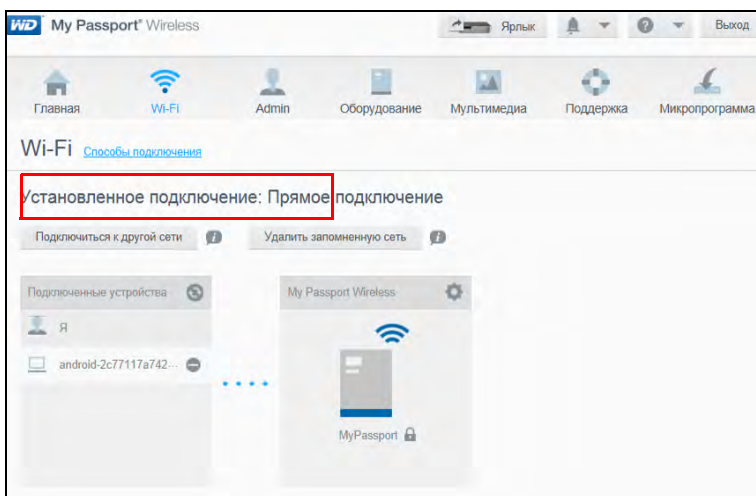 WD My Passport® Wireless
Ярлык
Выход
Главная
Wi-Fi
Admin
Оборудование
Мультимедиа
Поддержка
Микропрограмма
Wi-Fi Способы подключения
Установленное подключение: Прямое подключение
Подключиться к другой сети
Удалить запомненную сеть
Подключенные устройства
Я
android-2c77117a742...
My Passport Wireless
MyPassport